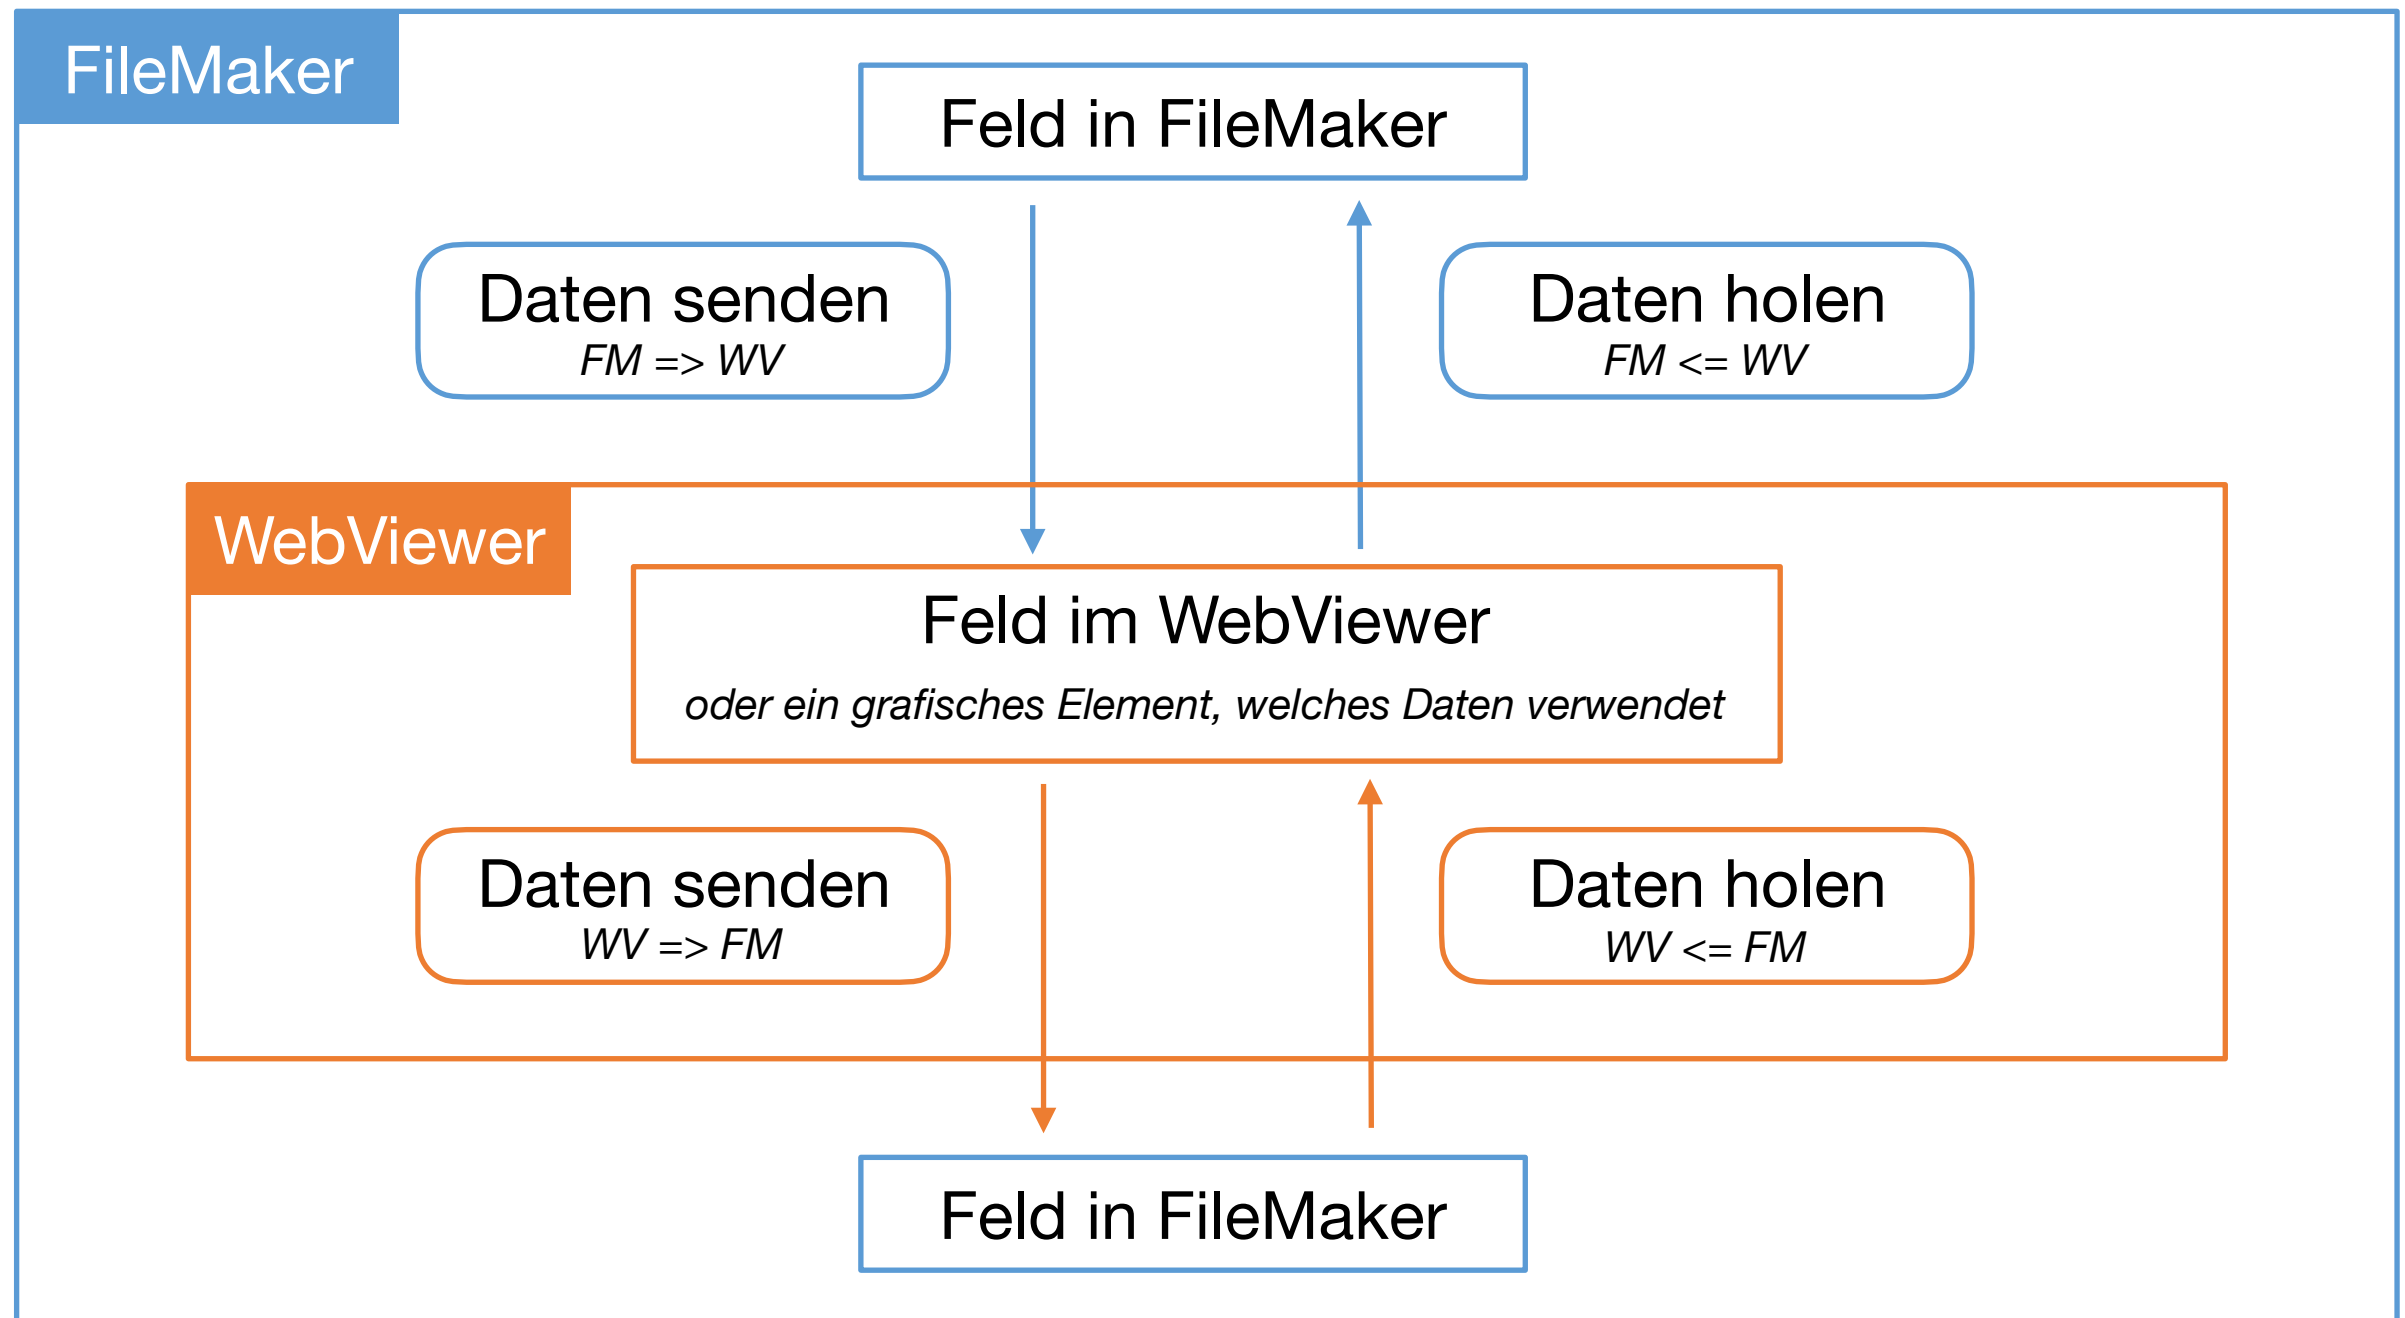 FileMaker
Feld in FileMaker
Daten senden
FM => WV
Daten holen
FM <= WV
WebViewer
Feld im WebViewer
oder ein grafisches Element, welches Daten verwendet
Daten senden
WV => FM
Daten holen
WV <= FM
Feld in FileMaker